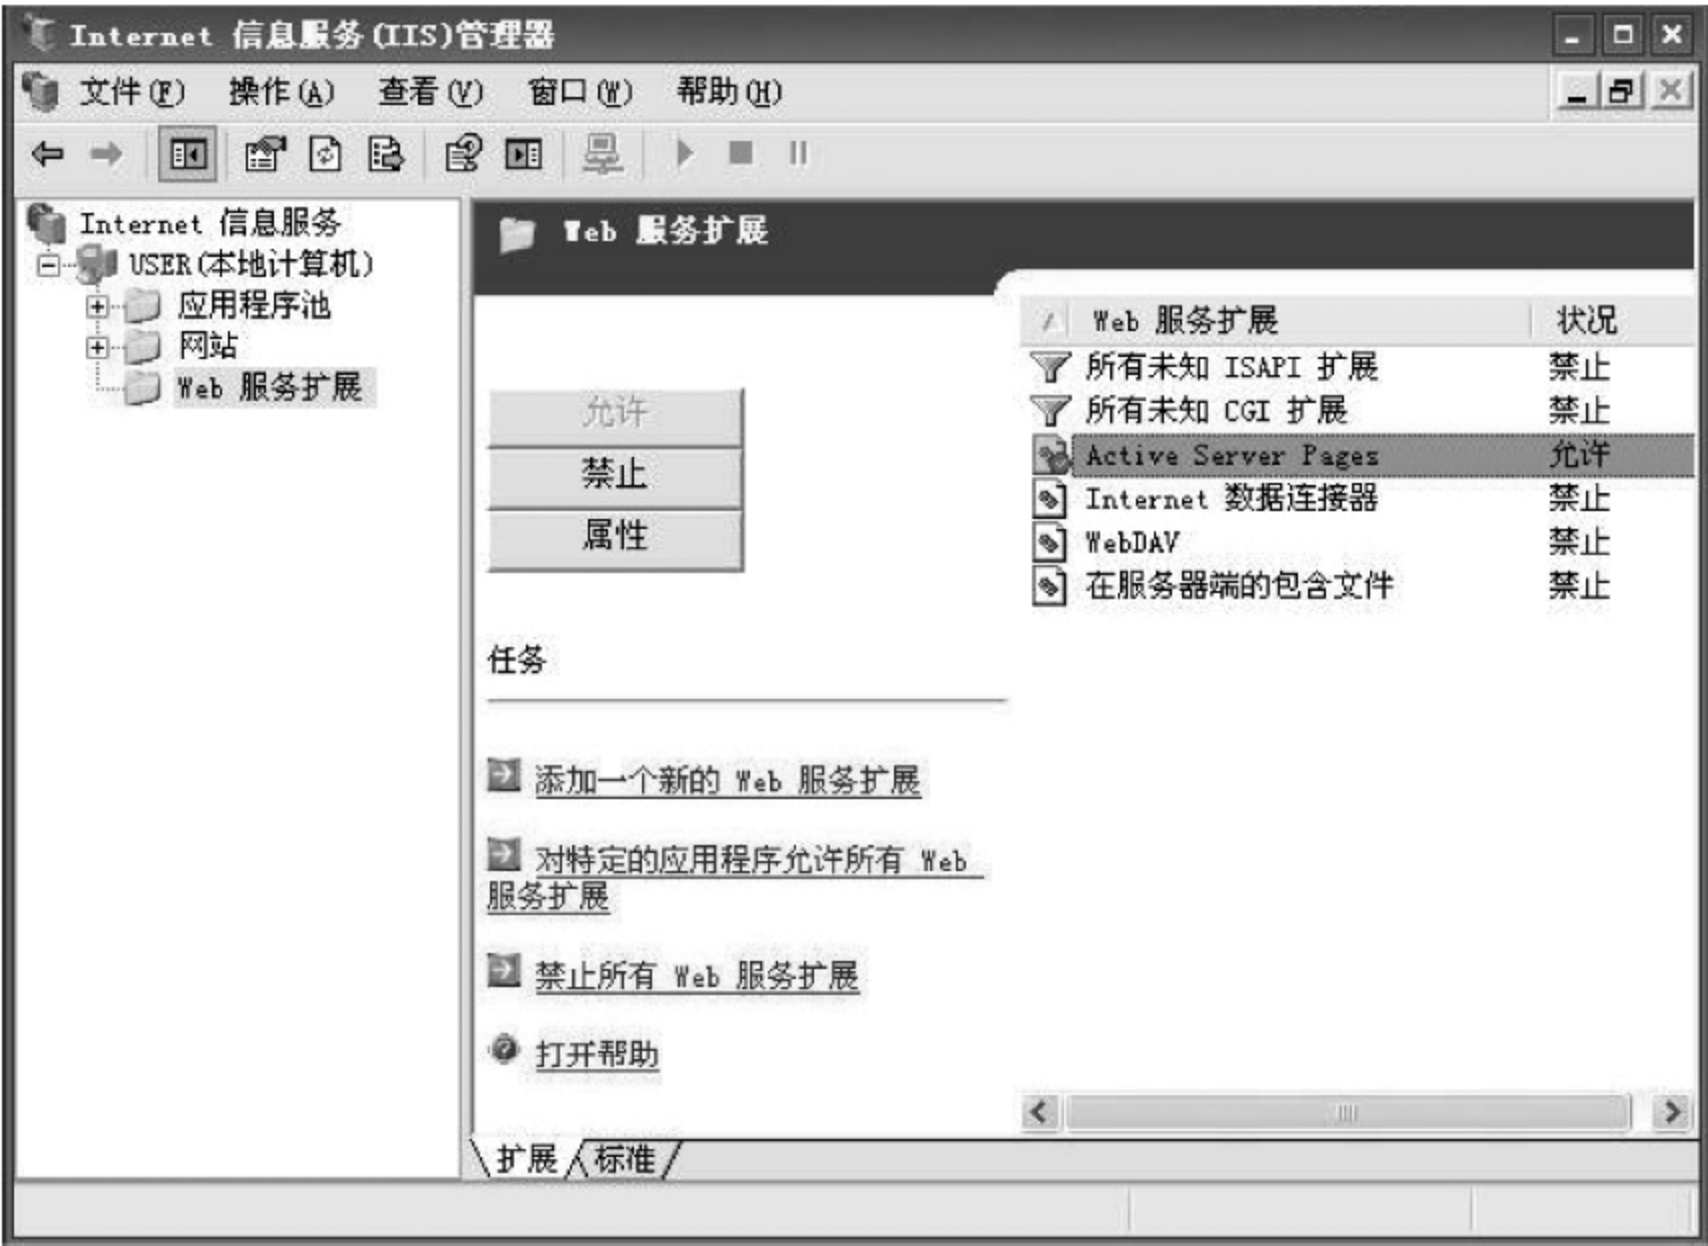 Internet 信息服务(IIS)管理器
文件(F) 操作(A) 查看(V) 窗口(W) 帮助(H)
Internet 信息服务
USER(本地计算机)
应用程序池
网站
Web 服务扩展
Web 服务扩展
允许
禁止
属性
任务
添加一个新的 Web 服务扩展
对特定的应用程序允许所有 Web
服务扩展
禁止所有 Web 服务扩展
打开帮助
Web 服务扩展 状况
所有未知 ISAPI 扩展 禁止
所有未知 CGI 扩展 禁止
Active Server Pages 允许
Internet 数据连接器 禁止
WebDAV 禁止
在服务器端的包含文件 禁止
扩展 标准